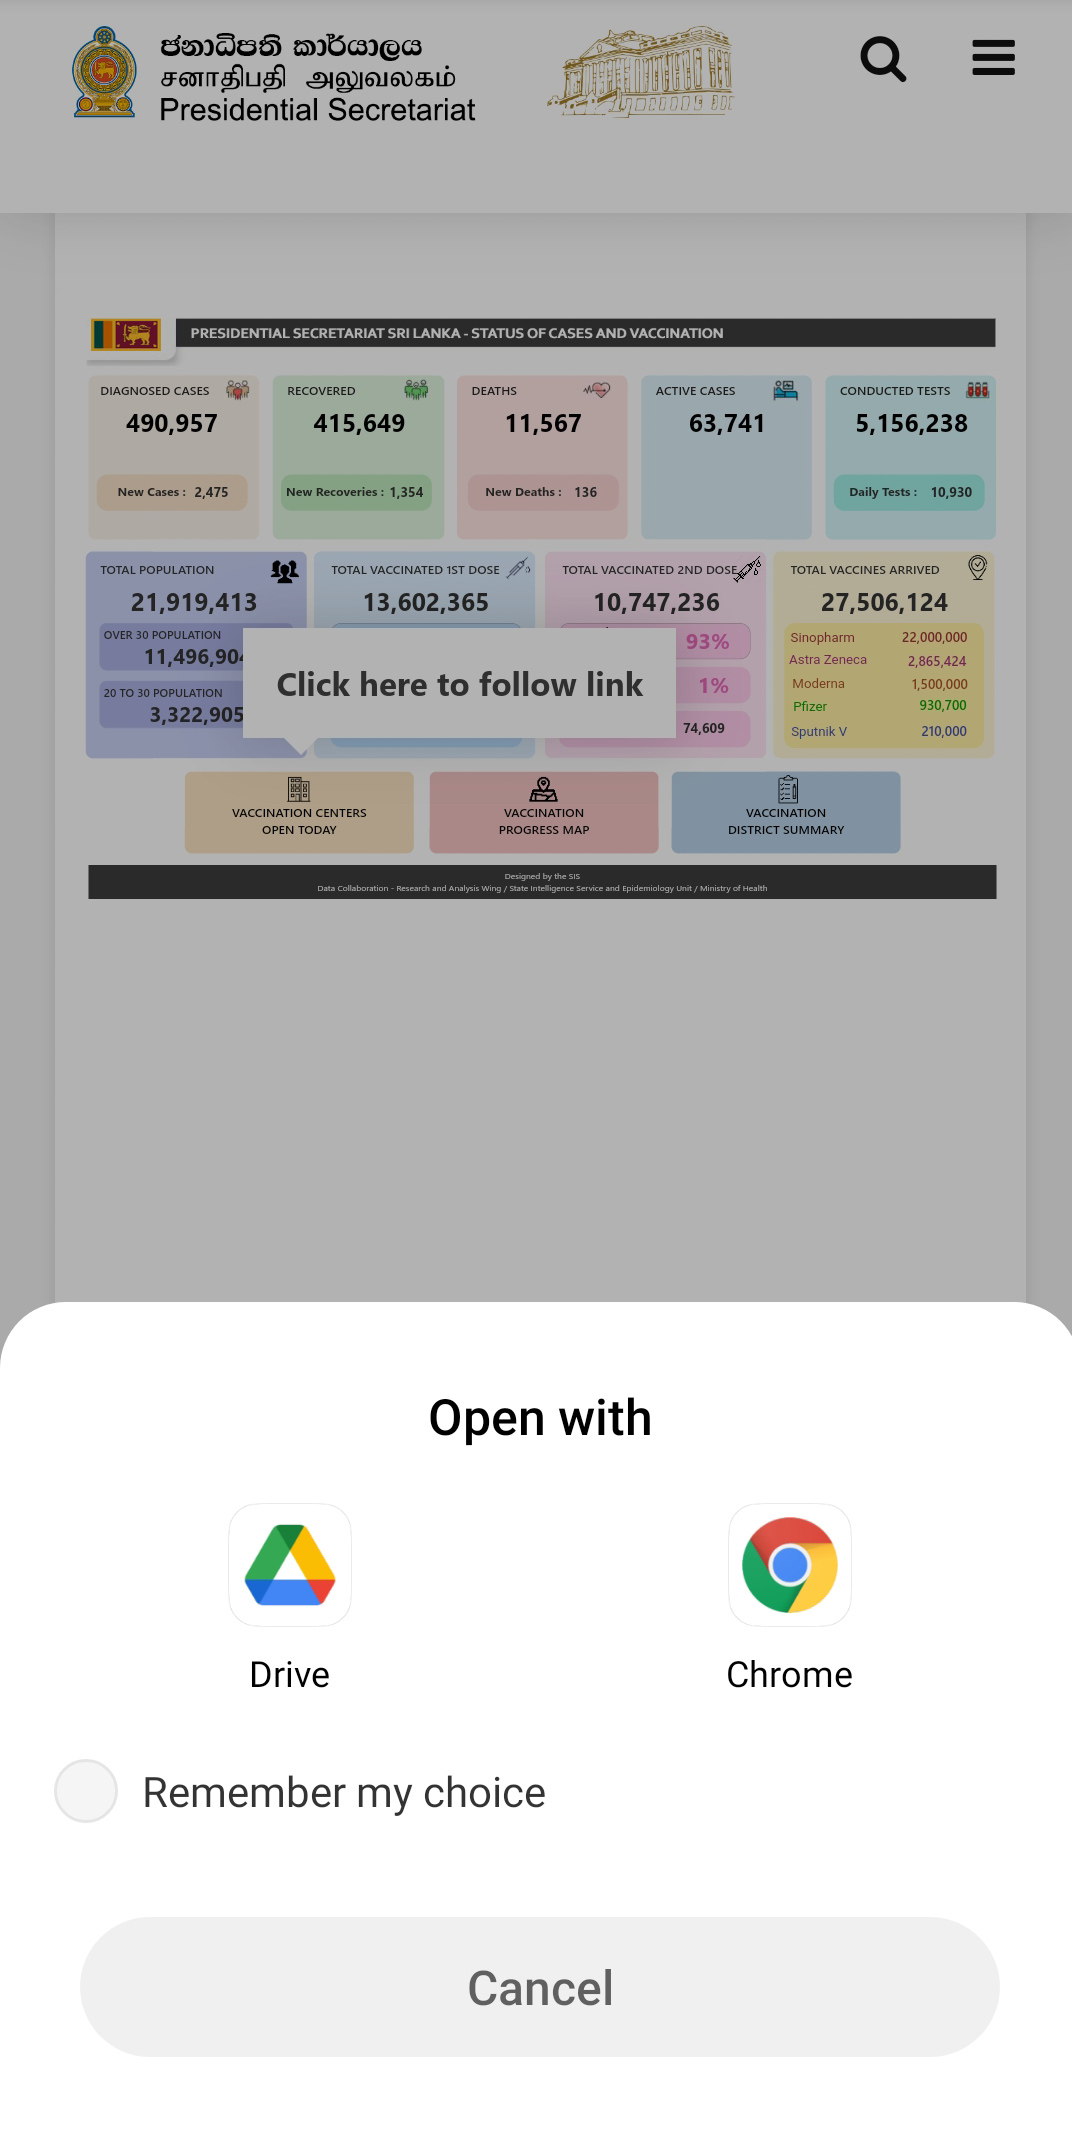 ජනාධිපති කාර්යාලය
சனாதிபதி அலுவலகம்
Presidential Secretariat
PRESIDENTIAL SECRETARIAT SRI LANKA - STATUS OF CASES AND VACCINATION
DIAGNOSED CASES
490,957
New Cases : 2,475
RECOVERED
415,649
New Recoveries : 1,354
DEATHS
11,567
New Deaths : 136
ACTIVE CASES
63,741
CONDUCTED TESTS
5,156,238
Daily Tests : 10,930
TOTAL POPULATION
21,919,413
OVER 30 POPULATION
11,496,904
20 TO 30 POPULATION
3,322,905
TOTAL VACCINATED 1ST DOSE
13,602,365
TOTAL VACCINATED 2ND DOSE
10,747,236
93%
1%
74,609
TOTAL VACCINES ARRIVED
27,506,124
Sinopharm 22,000,000
Astra Zeneca 2,865,424
Moderna 1,500,000
Pfizer 930,700
Sputnik V 210,000
Click here to follow link
VACCINATION CENTERS
OPEN TODAY
VACCINATION
PROGRESS MAP
VACCINATION
DISTRICT SUMMARY
Designed by the SIS
Data Collaboration - Research and Analysis Wing / State Intelligence Service and Epidemiology Unit / Ministry of Health
Open with
Drive
Chrome
Remember my choice
Cancel